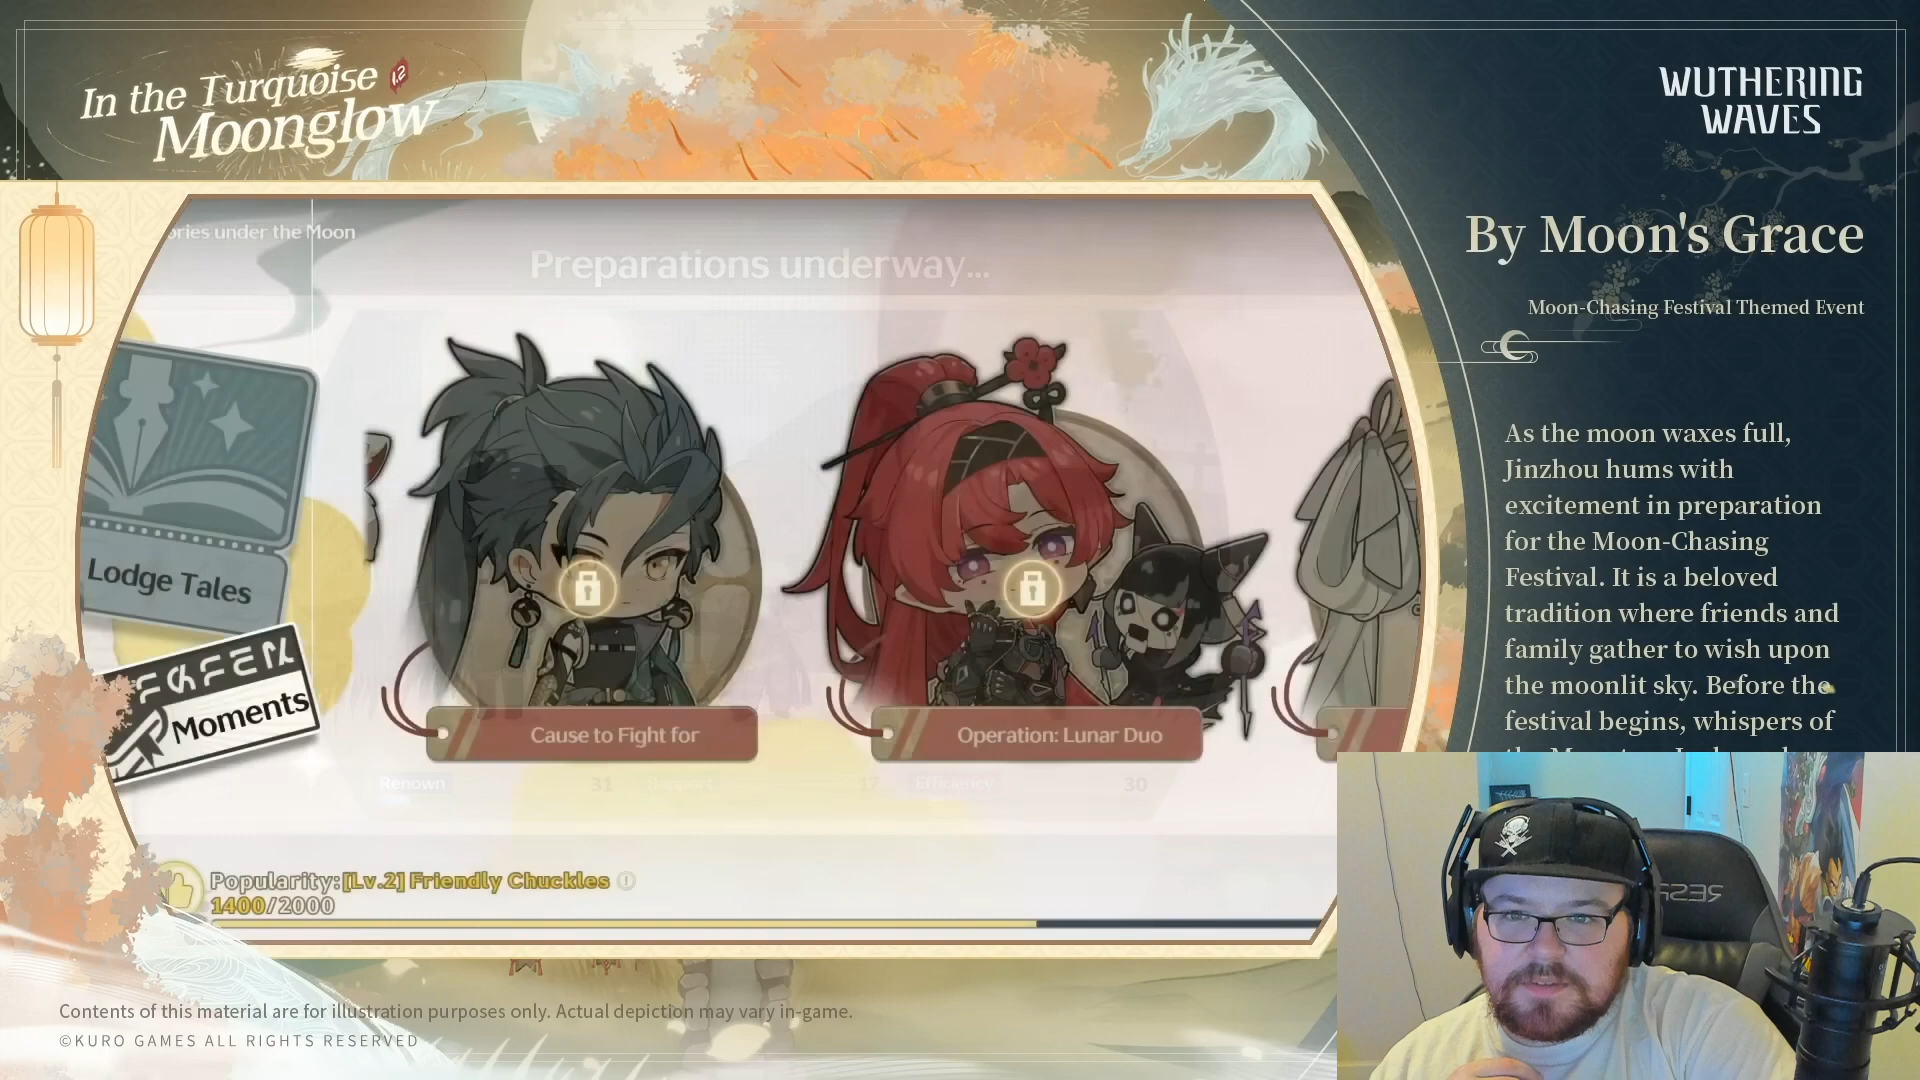 In the Turquoise
Moonglow
1.2
WUTHERING
WAVES
By Moon's Grace
Moon-Chasing Festival Themed Event
As the moon waxes full,
Jinzhou hums with
excitement in preparation
for the Moon-Chasing
Festival. It is a beloved
tradition where friends and
family gather to wish upon
the moonlit sky. Before the
festival begins, whispers of
ories under the Moon
Preparations underway...
Lodge Tales
Moments
Cause to Fight for
Operation: Lunar Duo
Renown 31 Support 17 Efficiency 30
Popularity:[Lv.2] Friendly Chuckles
1400/2000
Contents of this material are for illustration purposes only. Actual depiction may vary in-game.
©KURO GAMES ALL RIGHTS RESERVED